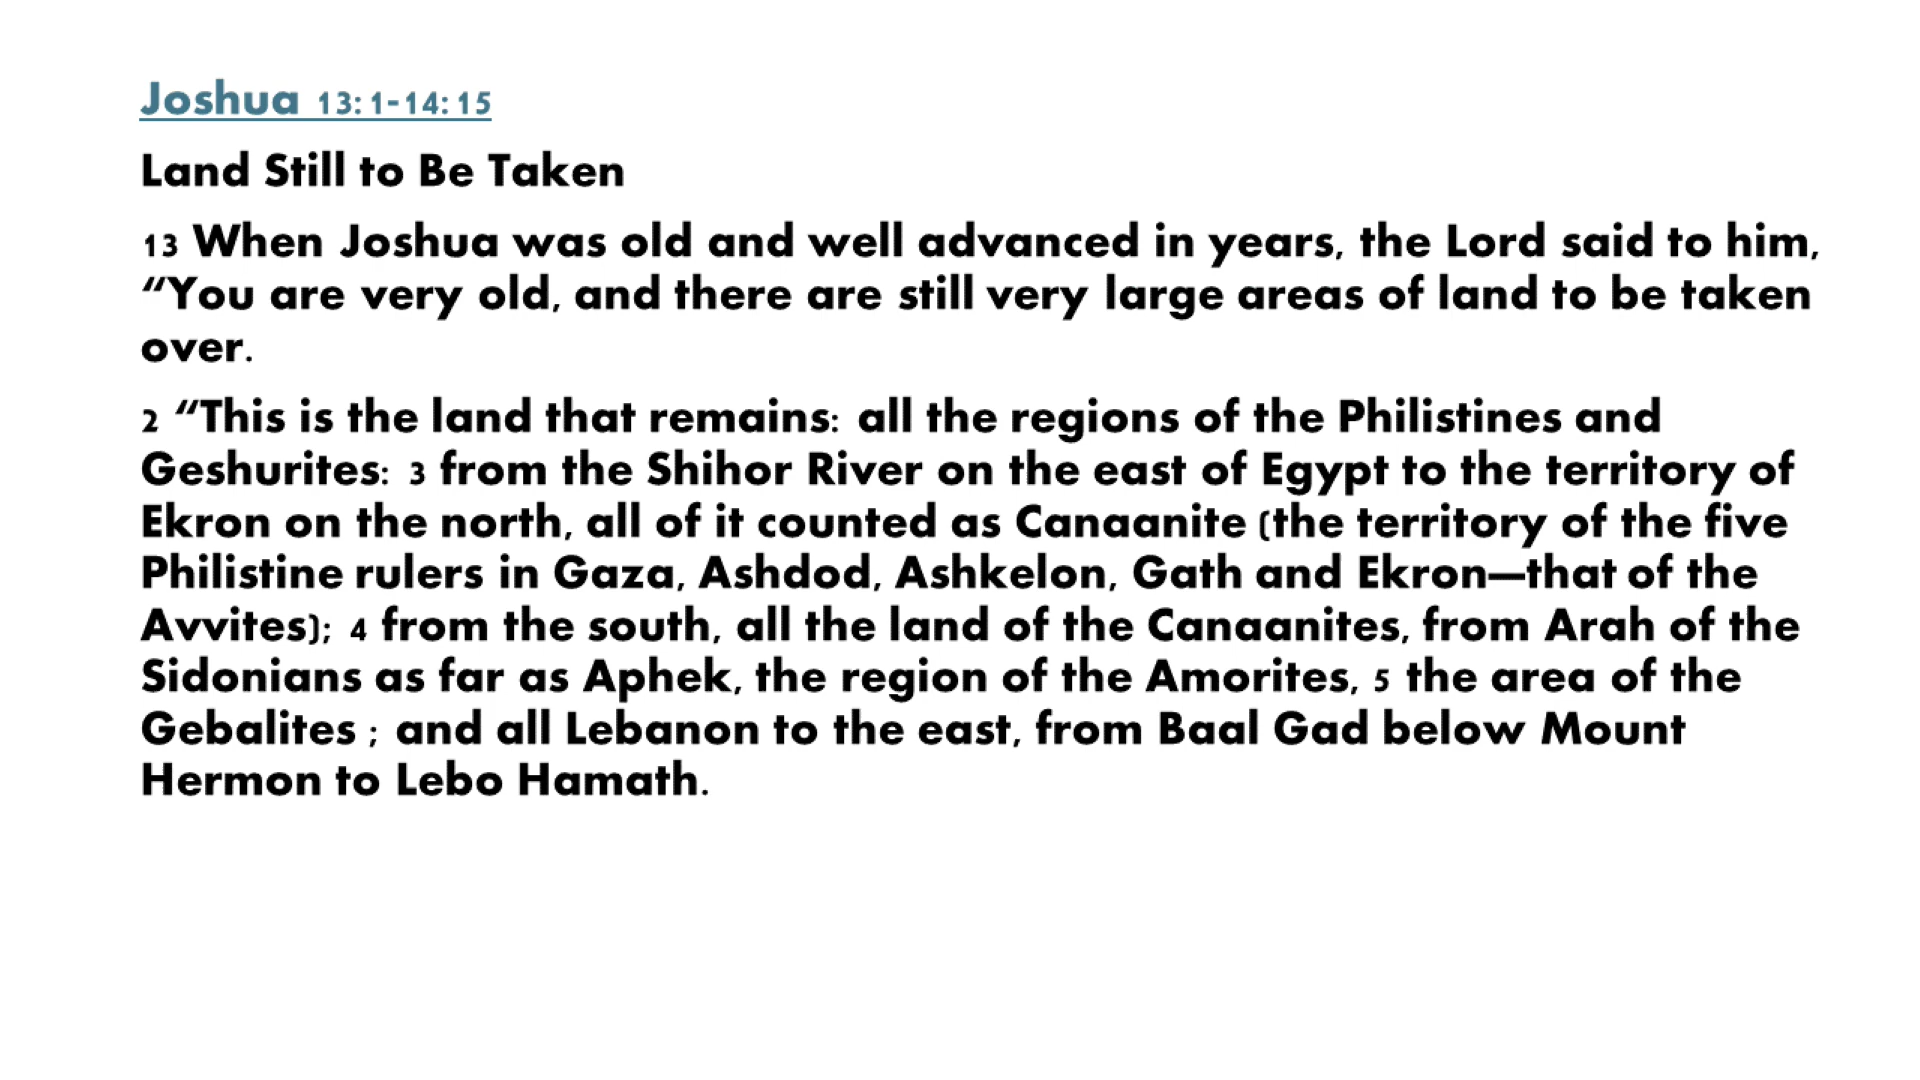 Joshua 13:1-14:15
Land Still to Be Taken
13 When Joshua was old and well advanced in years, the Lord said to him,
“You are very old, and there are still very large areas of land to be taken
over.
2 “This is the land that remains: all the regions of the Philistines and
Geshurites: 3 from the Shihor River on the east of Egypt to the territory of
Ekron on the north, all of it counted as Canaanite (the territory of the five
Philistine rulers in Gaza, Ashdod, Ashkelon, Gath and Ekron—that of the
Avvites); 4 from the south, all the land of the Canaanites, from Arah of the
Sidonians as far as Aphek, the region of the Amorites, 5 the area of the
Gebalites ; and all Lebanon to the east, from Baal Gad below Mount
Hermon to Lebo Hamath.